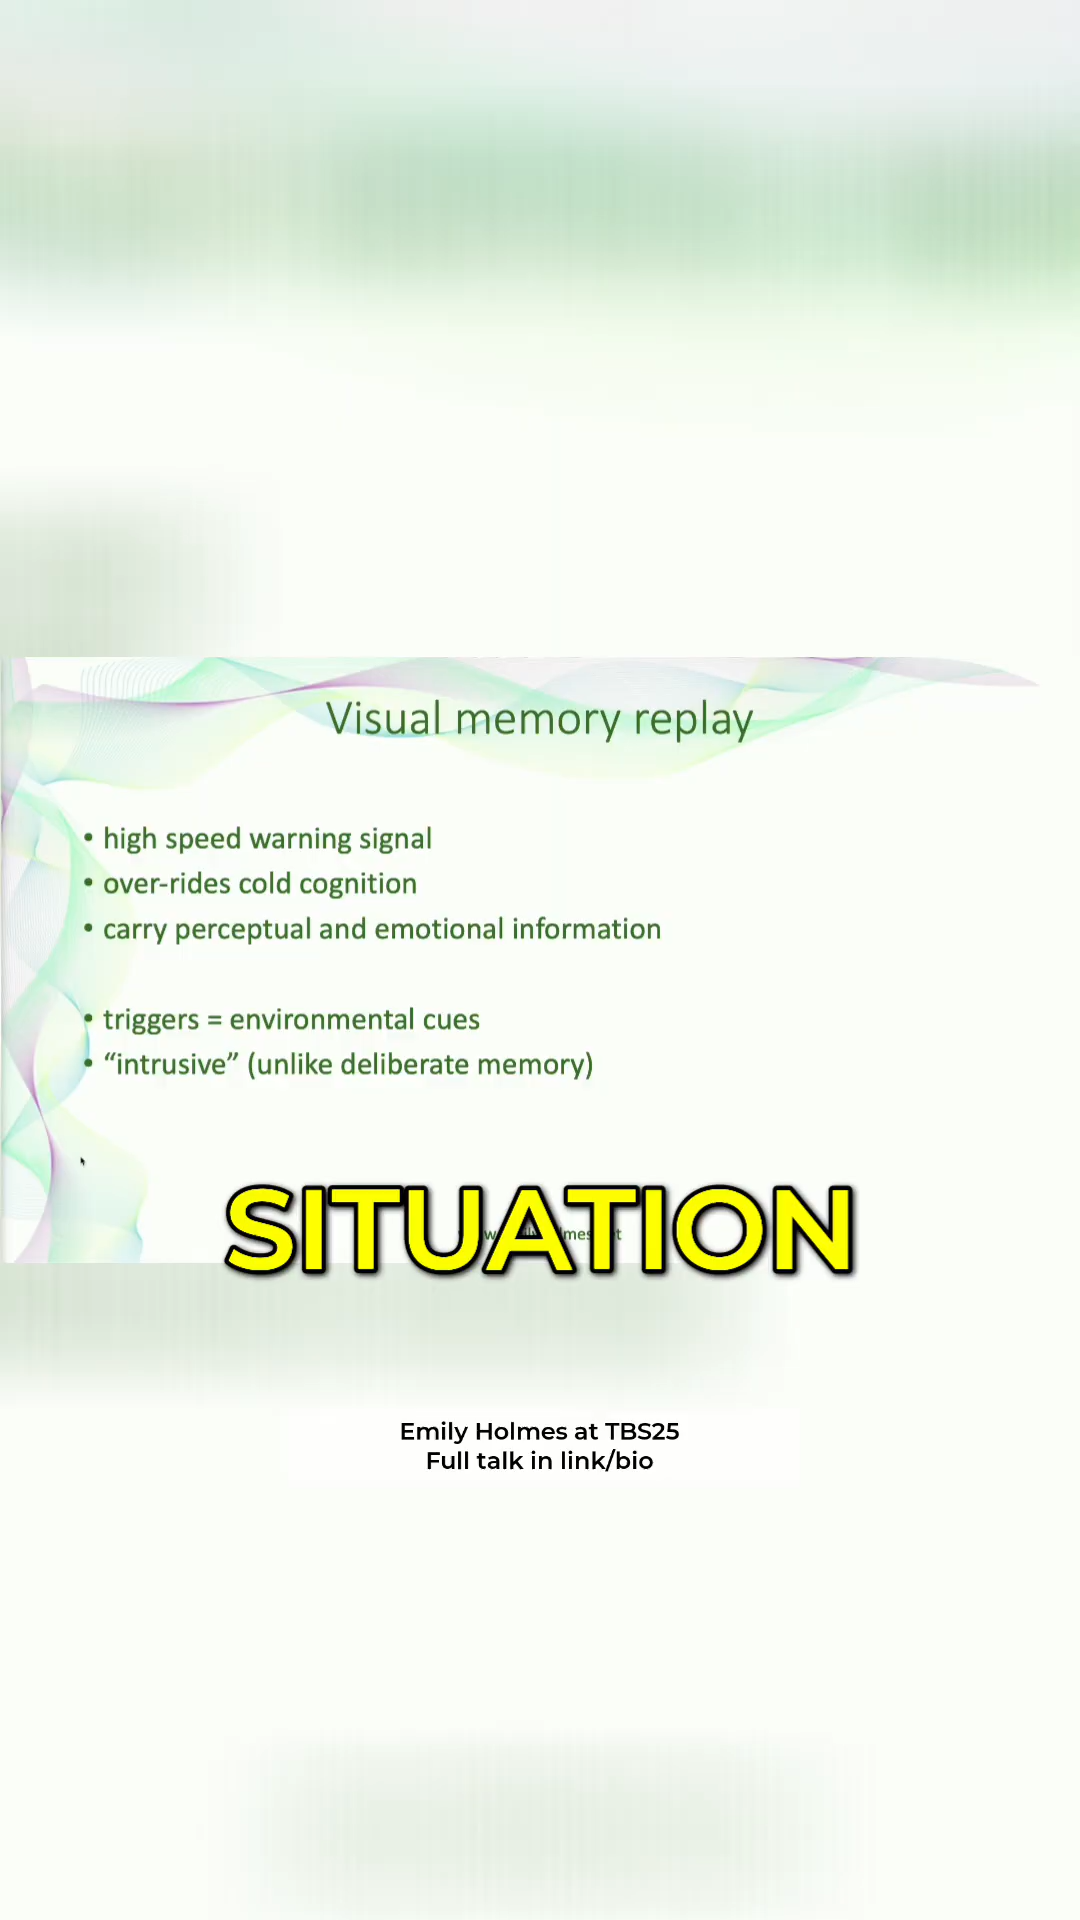 Visual memory replay
• high speed warning signal
• over-rides cold cognition
• carry perceptual and emotional information
• triggers = environmental cues
• “intrusive” (unlike deliberate memory)
SITUATION
Emily Holmes at TBS25
Full talk in link/bio